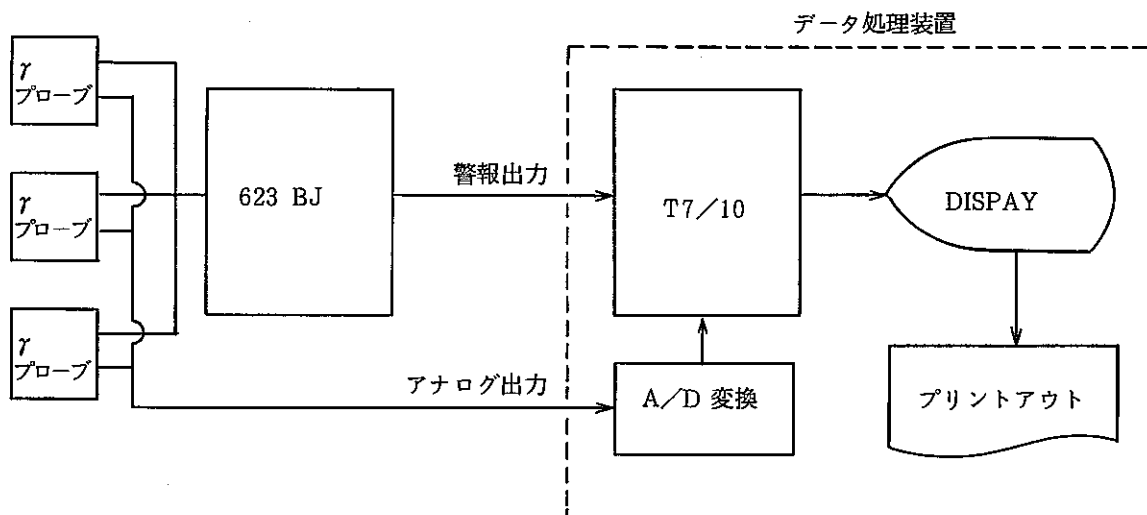 データ処理装置
γ
プローブ
γ
プローブ
γ
プローブ
623 BJ
警報出力
T7／10
DISPAY
アナログ出力
A／D 変換
プリントアウト